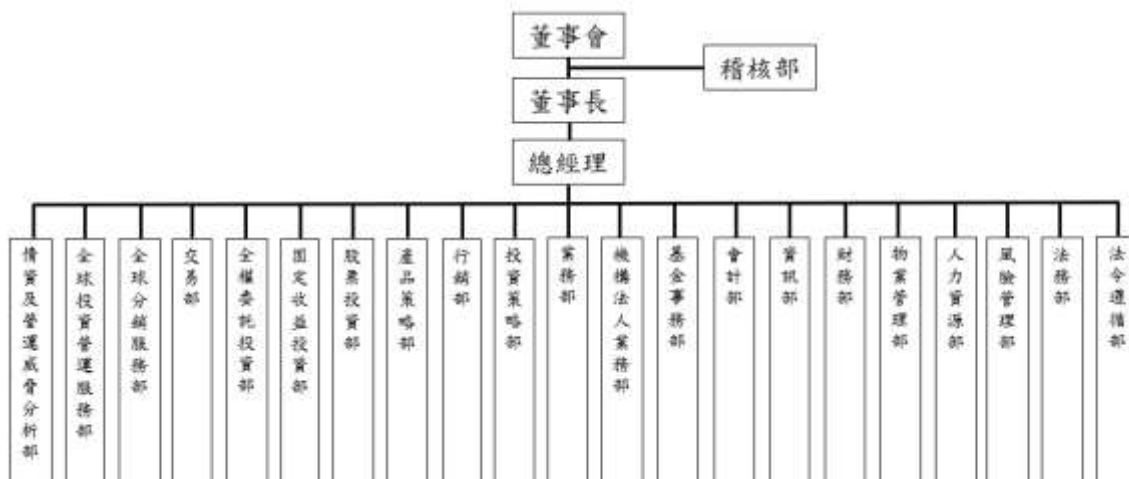 董事會
稽核部
董事長
總經理
情資及營運威脅分析部
全球投資營運服務部
全球分銷服務部
交易部
全權委託投資部
固定收益投資部
股票投資部
產品策略部
行銷部
投資策略部
業務部
機構法人業務部
基金事務部
會計部
資訊部
財務部
物業管理部
人力資源部
風險管理部
法務部
法令遵循部